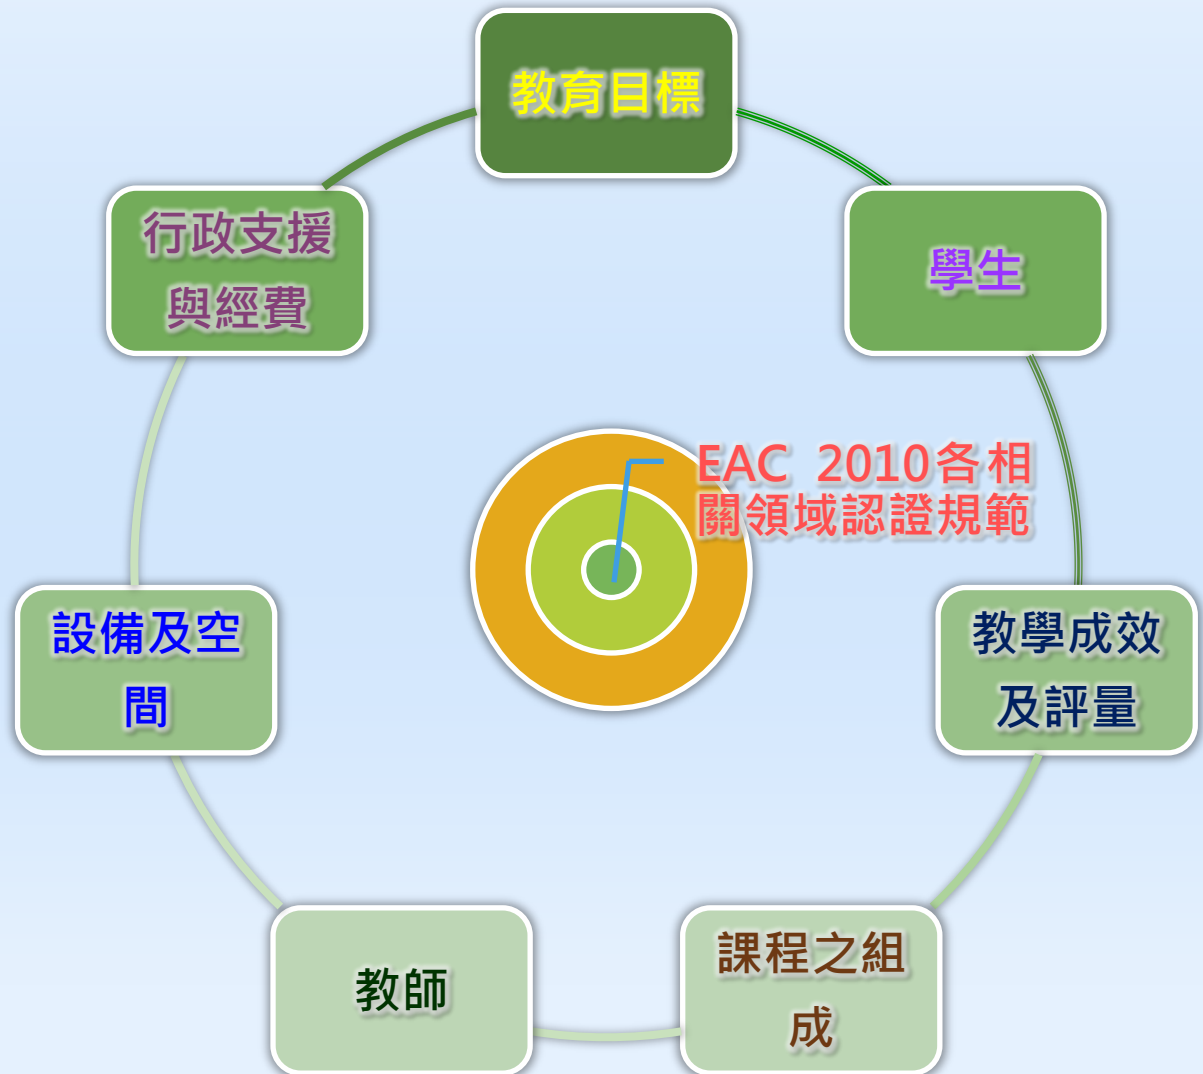 教育目標
學生
教學成效
及評量
課程之組
成
教師
設備及空
間
行政支援
與經費
EAC 2010各相
關領域認證規範